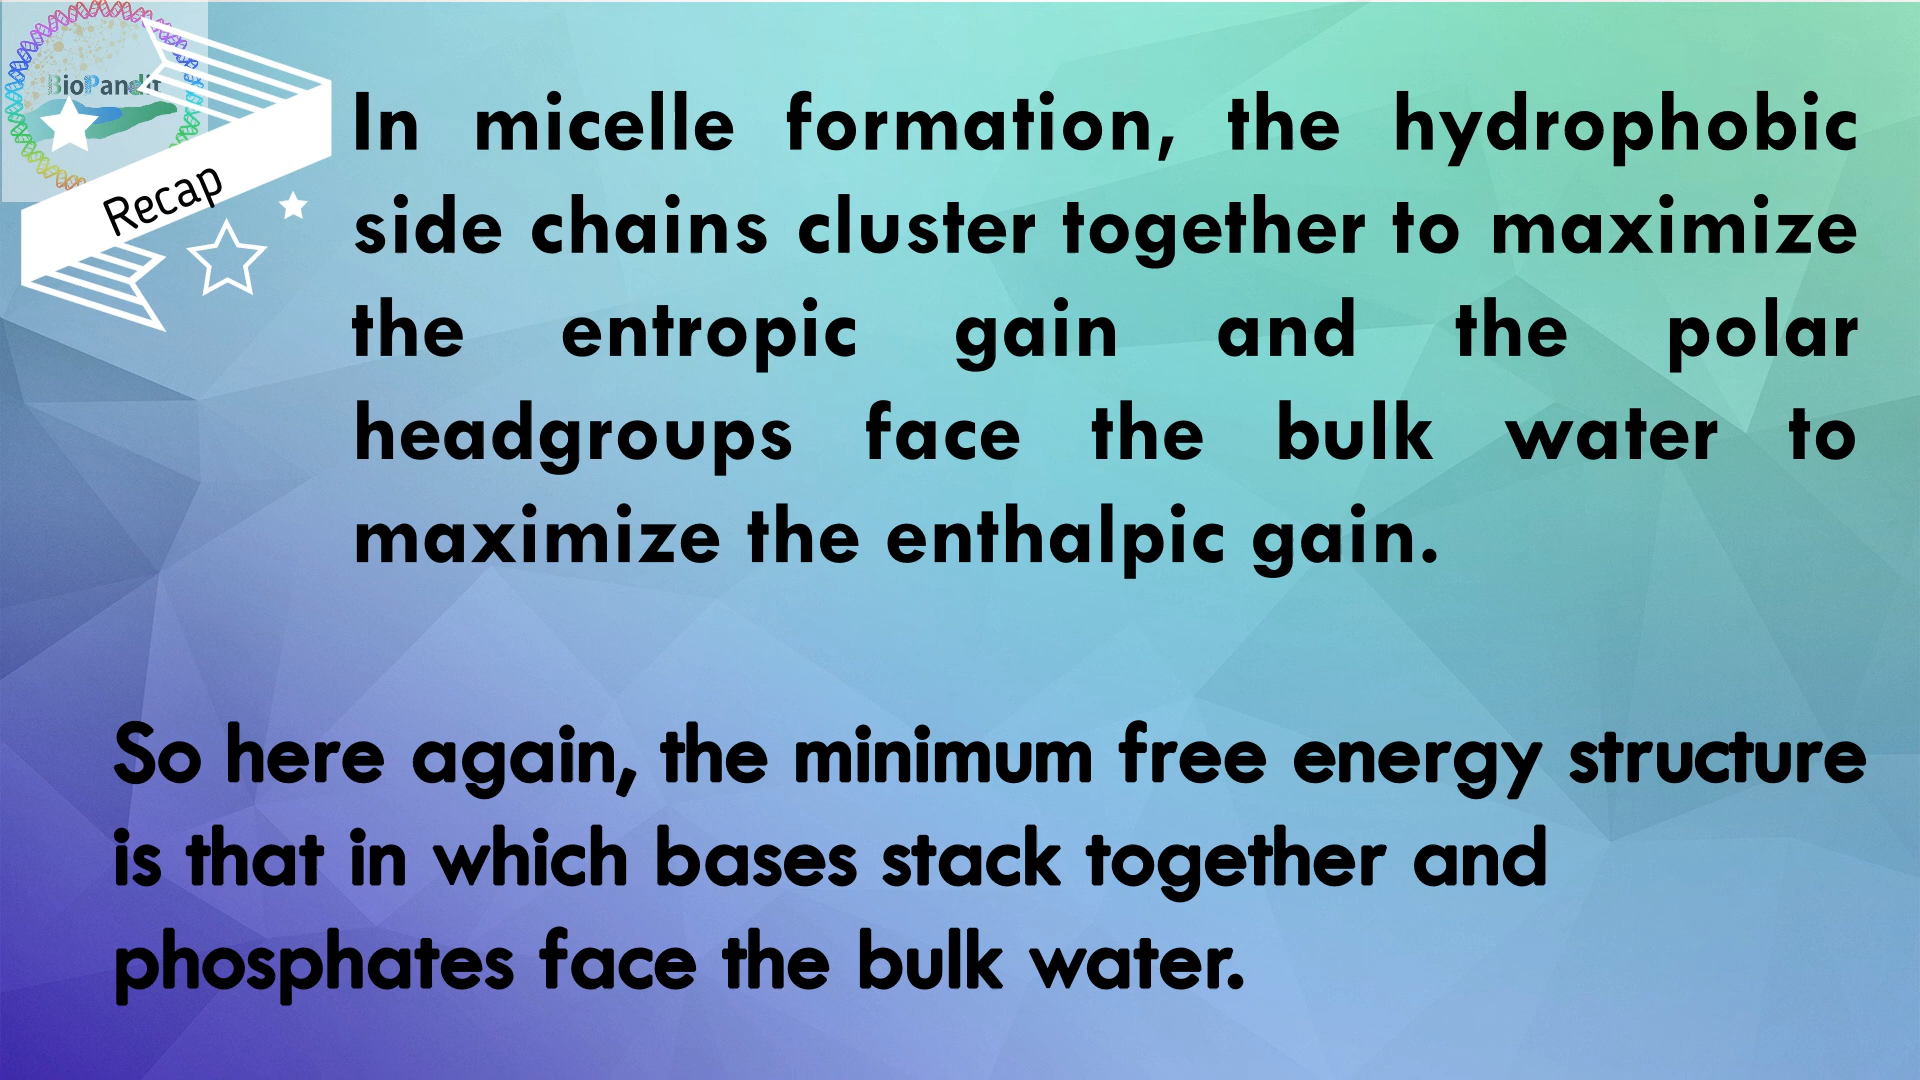 BioPandit
Recap
In micelle formation, the hydrophobic
side chains cluster together to maximize
the entropic gain and the polar
headgroups face the bulk water to
maximize the enthalpic gain.
So here again, the minimum free energy structure
is that in which bases stack together and
phosphates face the bulk water.